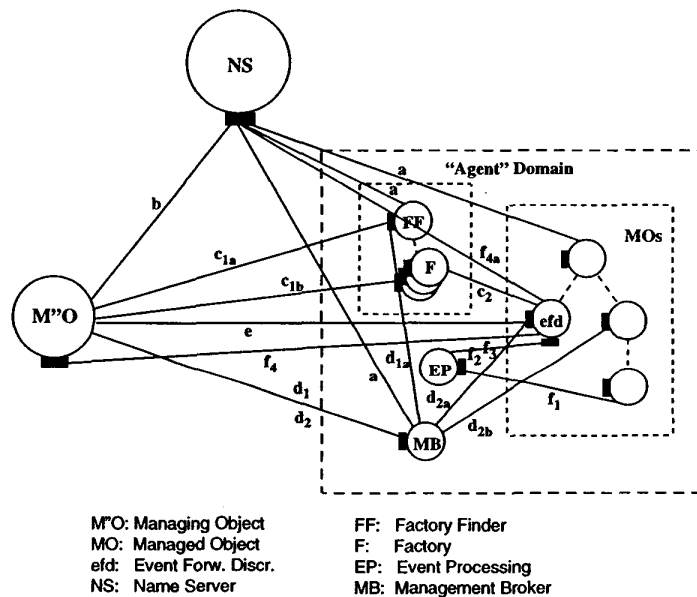 NS
a
"Agent" Domain
a
b
FF
MOs
c1a
f4a
F
c1b
c2
M"O
efd
e
f4
d1a
f2
f3
EP
a
d1
d2a
f1
d2
d2b
MB
M"O: Managing Object
MO: Managed Object
efd: Event Forw. Discr.
NS: Name Server
FF: Factory Finder
F: Factory
EP: Event Processing
MB: Management Broker